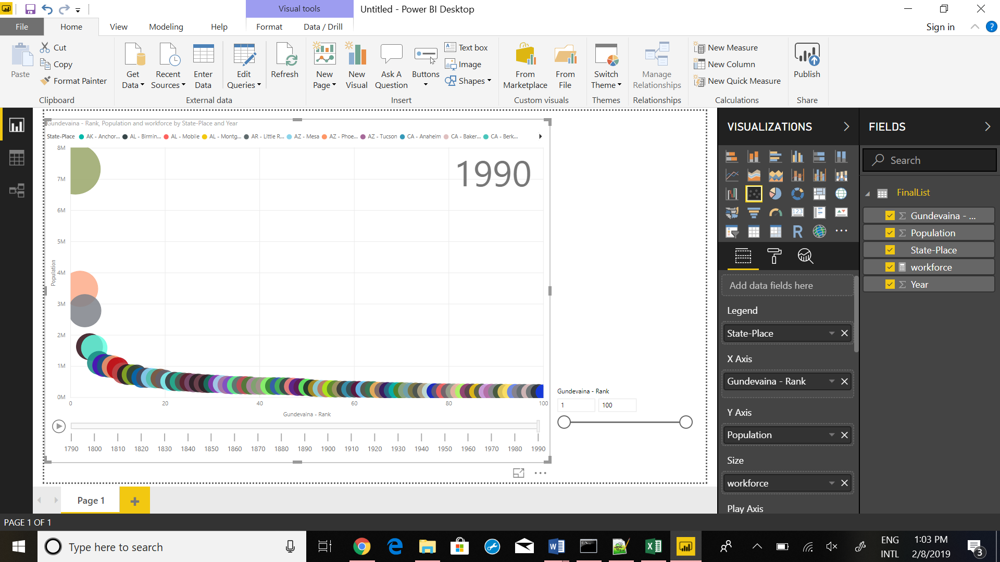 Visual tools
Untitled - Power BI Desktop
File
Home
View
Modeling
Help
Format
Data / Drill
Sign in
?
Paste
Cut
Copy
Format Painter
Clipboard
Get Data
Recent Sources
Enter Data
Edit Queries
Refresh
External data
New Page
New Visual
Ask A Question
Buttons
Text box
Image
Shapes
Insert
From Marketplace
From File
Custom visuals
Switch Theme
Themes
Manage Relationships
Relationships
New Measure
New Column
New Quick Measure
Calculations
Publish
Share
Gundevaina - Rank, Population and workforce by State-Place and Year
State-Place AK - Anchor... AL - Birmin... AL - Mobile AL - Montg... AR - Little R... AZ - Mesa AZ - Phoe... AZ - Tucson CA - Anaheim CA - Baker... CA - Berk...
1990
8M
7M
6M
5M
4M
3M
2M
1M
0M
Population
0 20 40 60 80 100
Gundevaina - Rank
1790 1800 1810 1820 1830 1840 1850 1860 1870 1880 1890 1900 1910 1920 1930 1940 1950 1960 1970 1980 1990
Gundevaina - Rank
1 100
VISUALIZATIONS
123
R
Add data fields here
Legend
State-Place
X Axis
Gundevaina - Rank
Y Axis
Population
Size
workforce
Play Axis
FIELDS
Search
FinalList
Gundevaina - ...
Population
State-Place
workforce
Year
Page 1
PAGE 1 OF 1
Type here to search
ENG
INTL
1:03 PM
2/8/2019
3